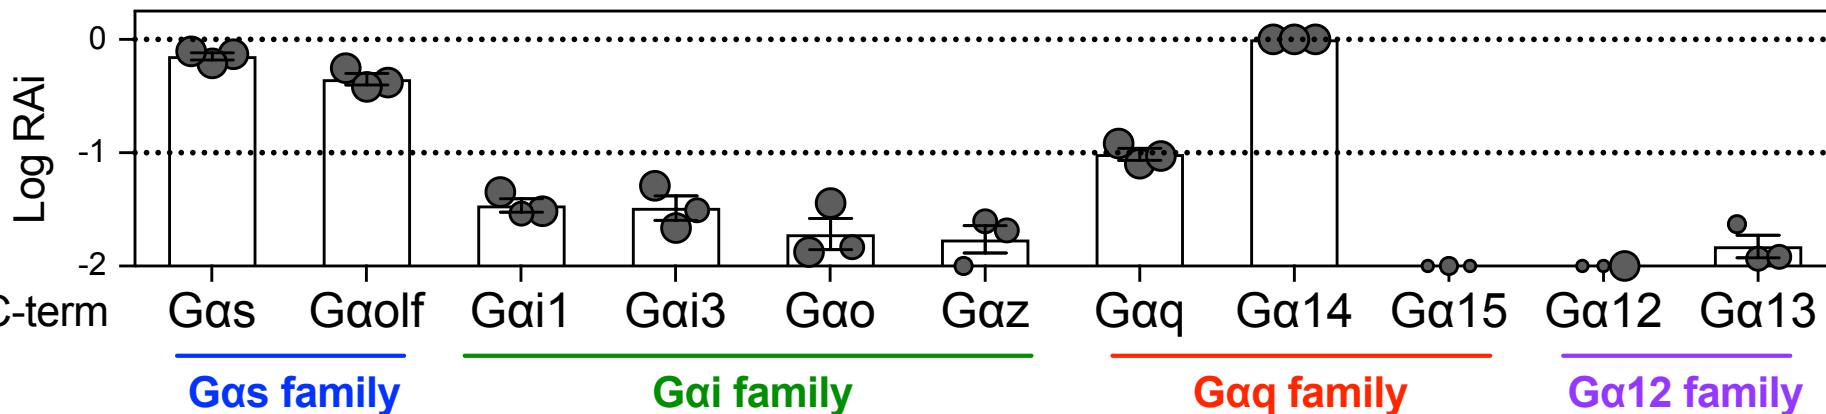 Log RAi
0
-1
-2
C-term Gαs Gαolf Gαi1 Gαi3 Gαo Gαz Gαq Gα14 Gα15 Gα12 Gα13
Gαs family Gαi family Gαq family Gα12 family